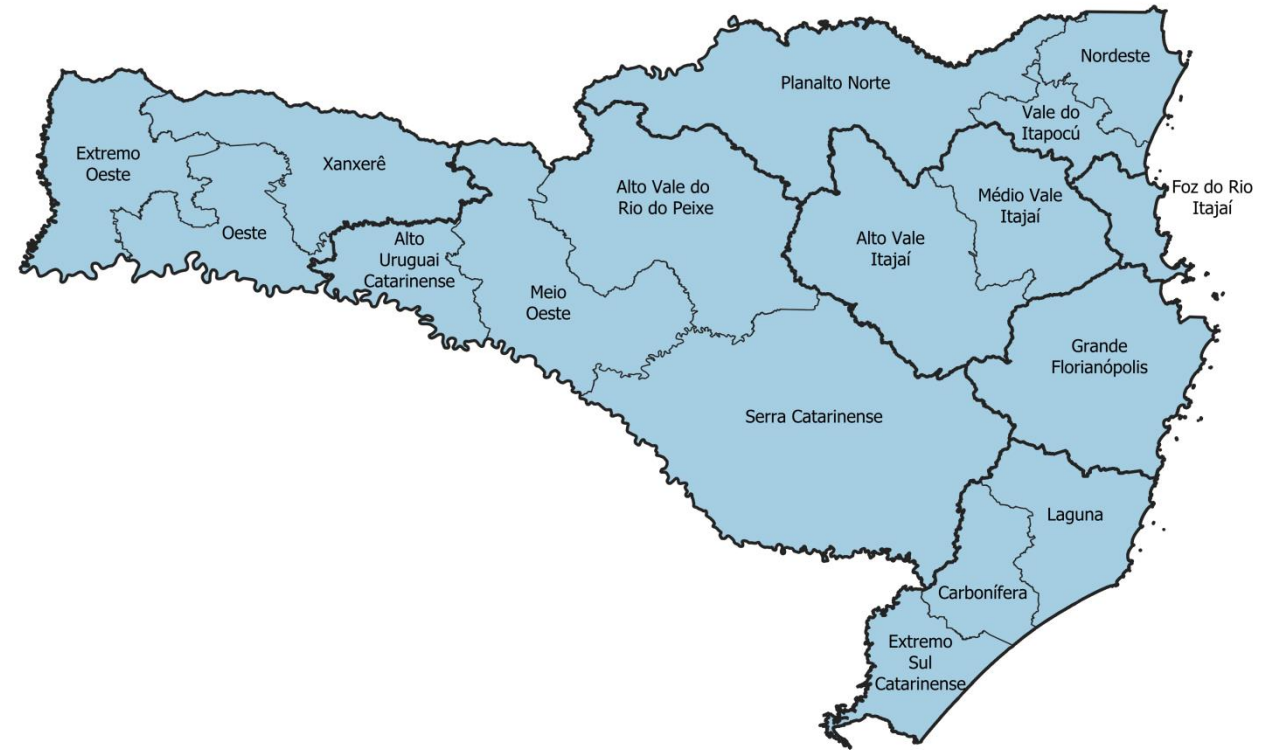 Nordeste
Planalto Norte
Vale do
Itapocú
Extremo
Oeste
Xanxerê
Alto Vale do
Rio do Peixe
Médio Vale
Itajaí
Foz do Rio
Itajaí
Oeste
Alto
Uruguai
Catarinense
Alto Vale
Itajaí
Meio
Oeste
Grande
Florianópolis
Serra Catarinense
Laguna
Carbonífera
Extremo
Sul
Catarinense